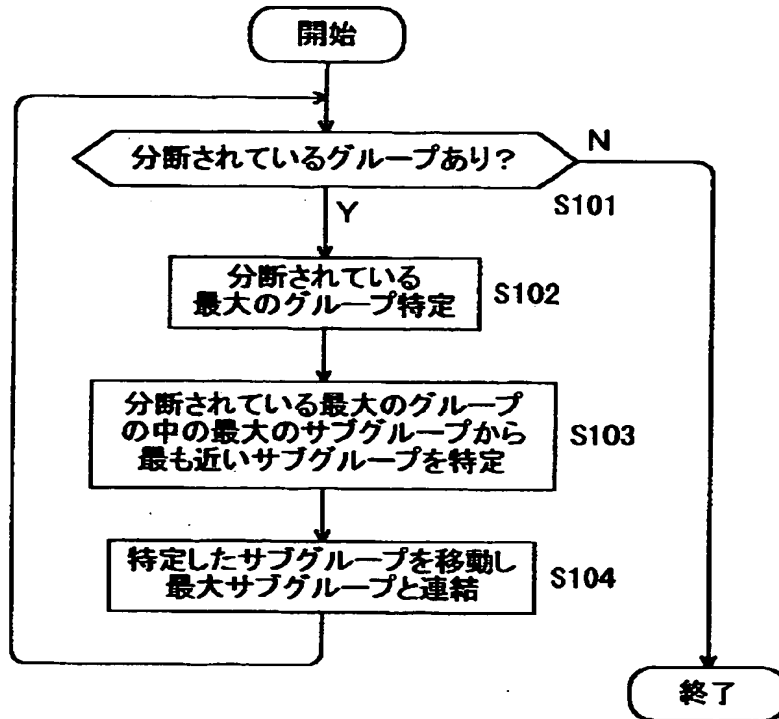 開始
分断されているグループあり?
N
S101
Y
分断されている
最大のグループ特定
S102
分断されている最大のグループ
の中の最大のサブグループから
最も近いサブグループを特定
S103
特定したサブグループを移動し
最大サブグループと連結
S104
終了